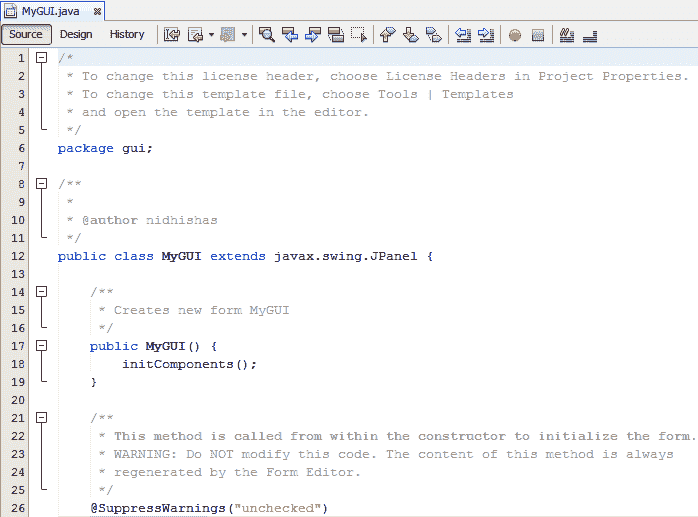 MyGUI.java
Source Design History
1 /*
2 * To change this license header, choose License Headers in Project Properties.
3 * To change this template file, choose Tools | Templates
4 * and open the template in the editor.
5 */
6 package gui;
7
8 /**
9 *
10 * @author nidhishas
11 */
12 public class MyGUI extends javax.swing.JPanel {
13
14 /**
15 * Creates new form MyGUI
16 */
17 public MyGUI() {
18 initComponents();
19 }
20
21 /**
22 * This method is called from within the constructor to initialize the form.
23 * WARNING: Do NOT modify this code. The content of this method is always
24 * regenerated by the Form Editor.
25 */
26 @SuppressWarnings("unchecked")